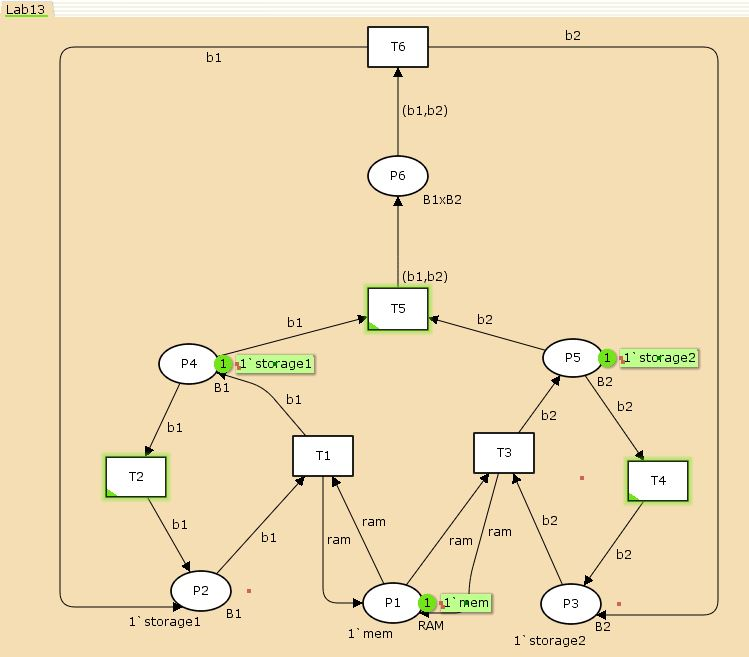 Lab13
T6
b2
b1
(b1,b2)
P6
B1xB2
(b1,b2)
T5
b1
b2
P4
1
1`storage1
B1
P5
1
1`storage2
B2
b1
b2
b2
b1
T2
T1
T3
T4
b1
ram
ram
b1
ram
ram
b2
b2
P2
B1
1`storage1
P1
1
1`mem
RAM
1`mem
P3
B2
1`storage2